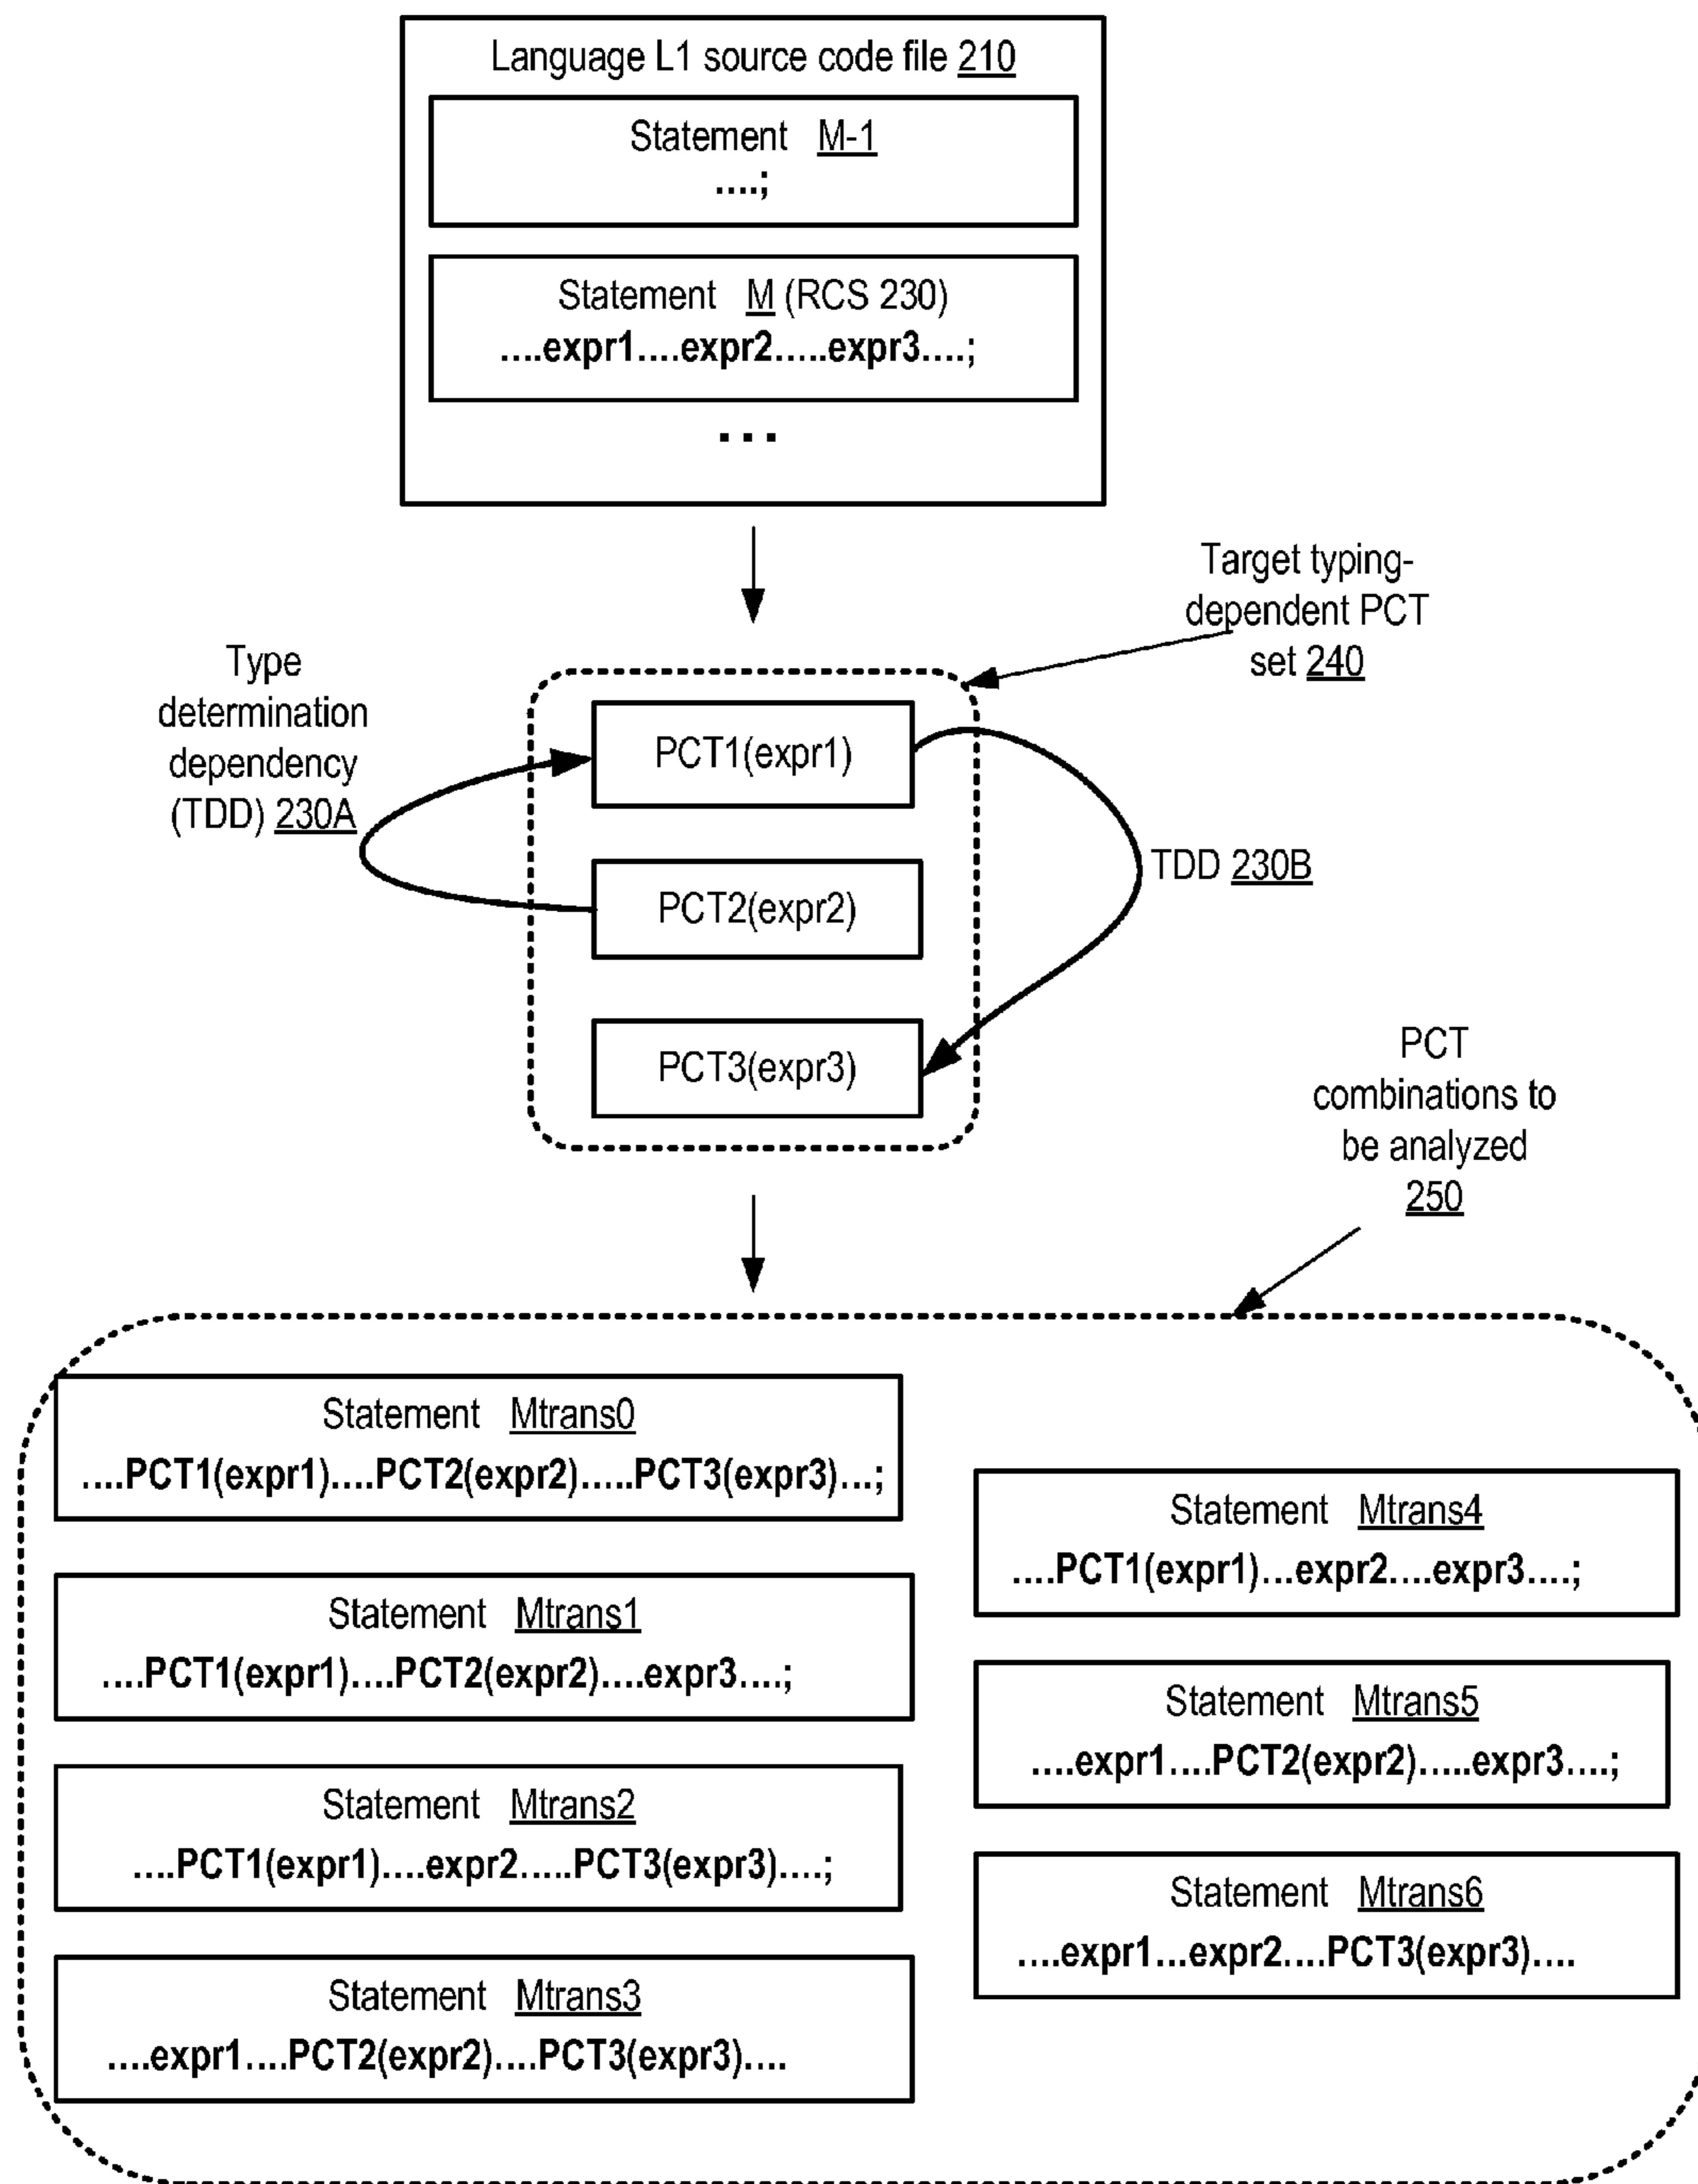 Language L1 source code file 210
Statement M-1
....;
Statement M (RCS 230)
....expr1....expr2.....expr3....;
...
Target typing-
dependent PCT
set 240
Type
determination
dependency
(TDD) 230A
PCT1(expr1)
PCT2(expr2)
PCT3(expr3)
TDD 230B
PCT
combinations to
be analyzed
250
Statement Mtrans0
....PCT1(expr1)....PCT2(expr2).....PCT3(expr3)...;
Statement Mtrans1
....PCT1(expr1)....PCT2(expr2)....expr3....;
Statement Mtrans2
....PCT1(expr1)....expr2.....PCT3(expr3)....;
Statement Mtrans3
....expr1....PCT2(expr2)....PCT3(expr3)....
Statement Mtrans4
....PCT1(expr1)...expr2....expr3....;
Statement Mtrans5
....expr1....PCT2(expr2).....expr3....;
Statement Mtrans6
....expr1...expr2....PCT3(expr3)....